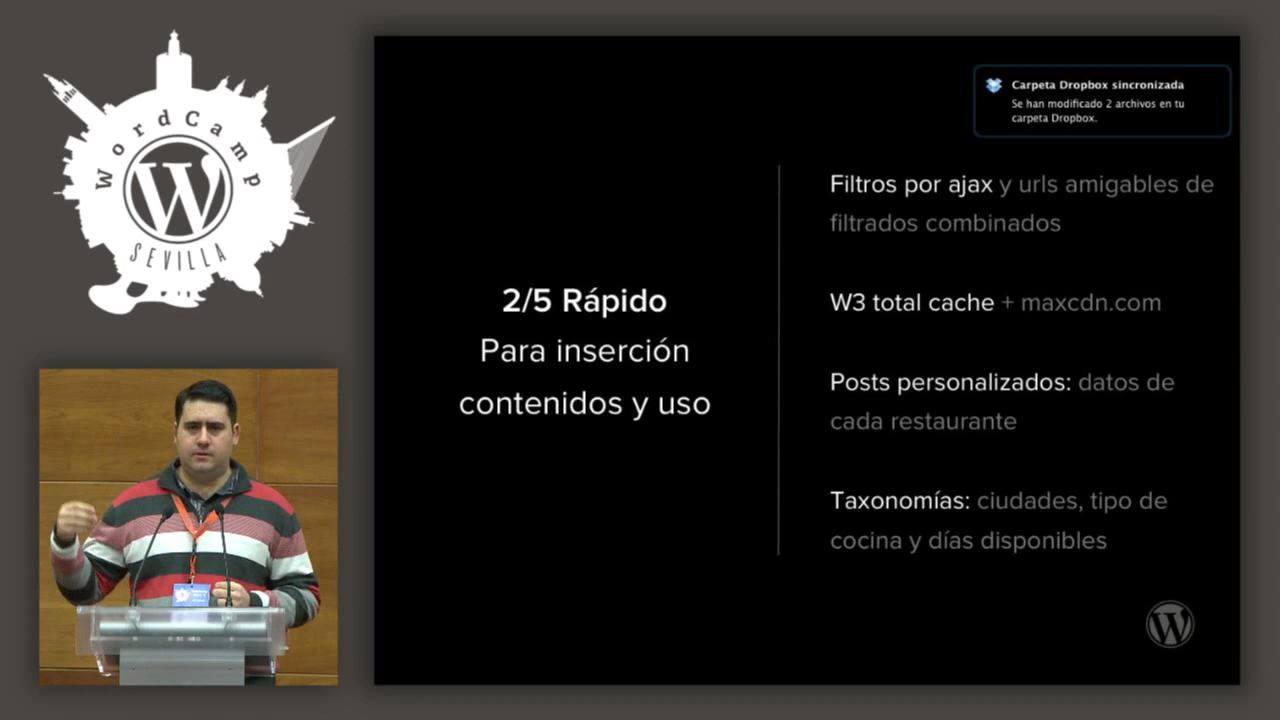 WordCamp
SEVILLA
Carpeta Dropbox sincronizada
Se han modificado 2 archivos en tu
carpeta Dropbox.
2/5 Rápido
Para inserción
contenidos y uso
Filtros por ajax y urls amigables de
filtrados combinados
W3 total cache + maxcdn.com
Posts personalizados: datos de
cada restaurante
Taxonomías: ciudades, tipo de
cocina y días disponibles